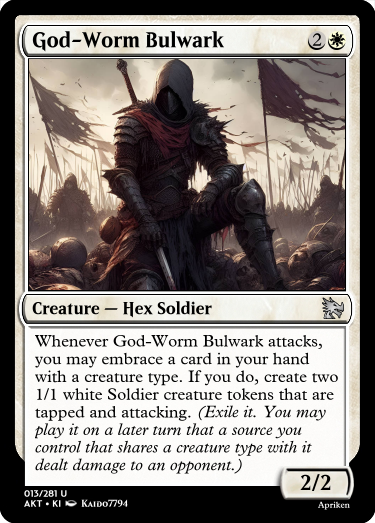 God-Worm Bulwark 2
Creature — Hex Soldier
Whenever God-Worm Bulwark attacks,
you may embrace a card in your hand
with a creature type. If you do, create two
1/1 white Soldier creature tokens that are
tapped and attacking. (Exile it. You may
play it on a later turn that a source you
control that shares a creature type with it
dealt damage to an opponent.)
2/2
013/281 U
AKT • KI Kaido7794
Apriken